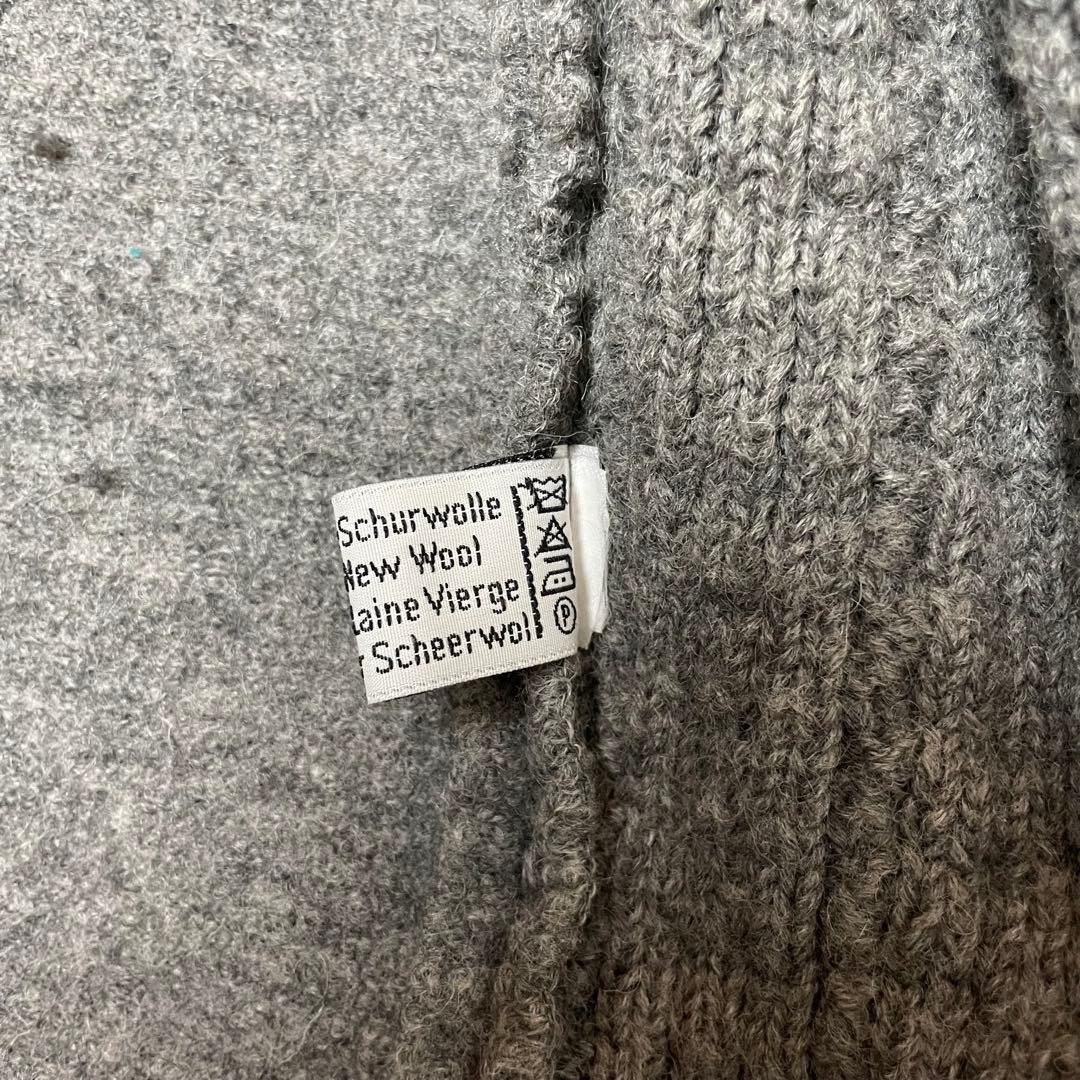 Schurwolle
New Wool
Laine Vierge
Scheerwol
P